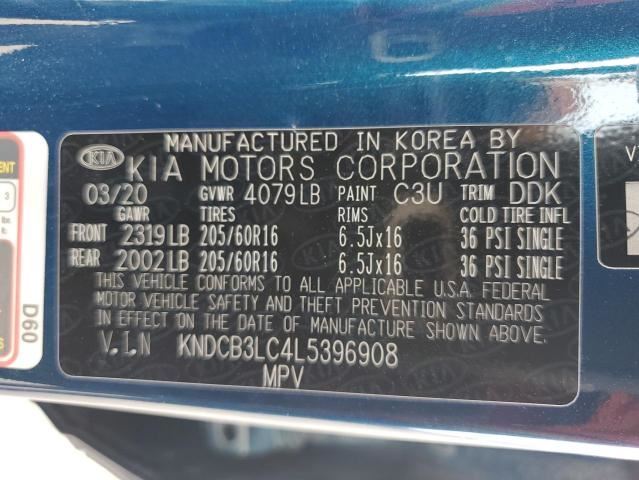 MANUFACTURED IN KOREA BY
KIA KIA MOTORS CORPORATION
03/20 GVWR 4079LB PAINT C3U TRIM DDK
GAWR TIRES RIMS COLD TIRE INFL
FRONT 2319LB 205/60R16 6.5Jx16 36 PSI SINGLE
REAR 2002LB 205/60R16 6.5Jx16 36 PSI SINGLE
THIS VEHICLE CONFORMS TO ALL APPLICABLE U.S.A. FEDERAL
MOTOR VEHICLE SAFETY AND THEFT PREVENTION STANDARDS
IN EFFECT ON THE DATE OF MANUFACTURE SHOWN ABOVE.
V.I.N KNDCB3LC4L5396908
MPV
D60
3
V